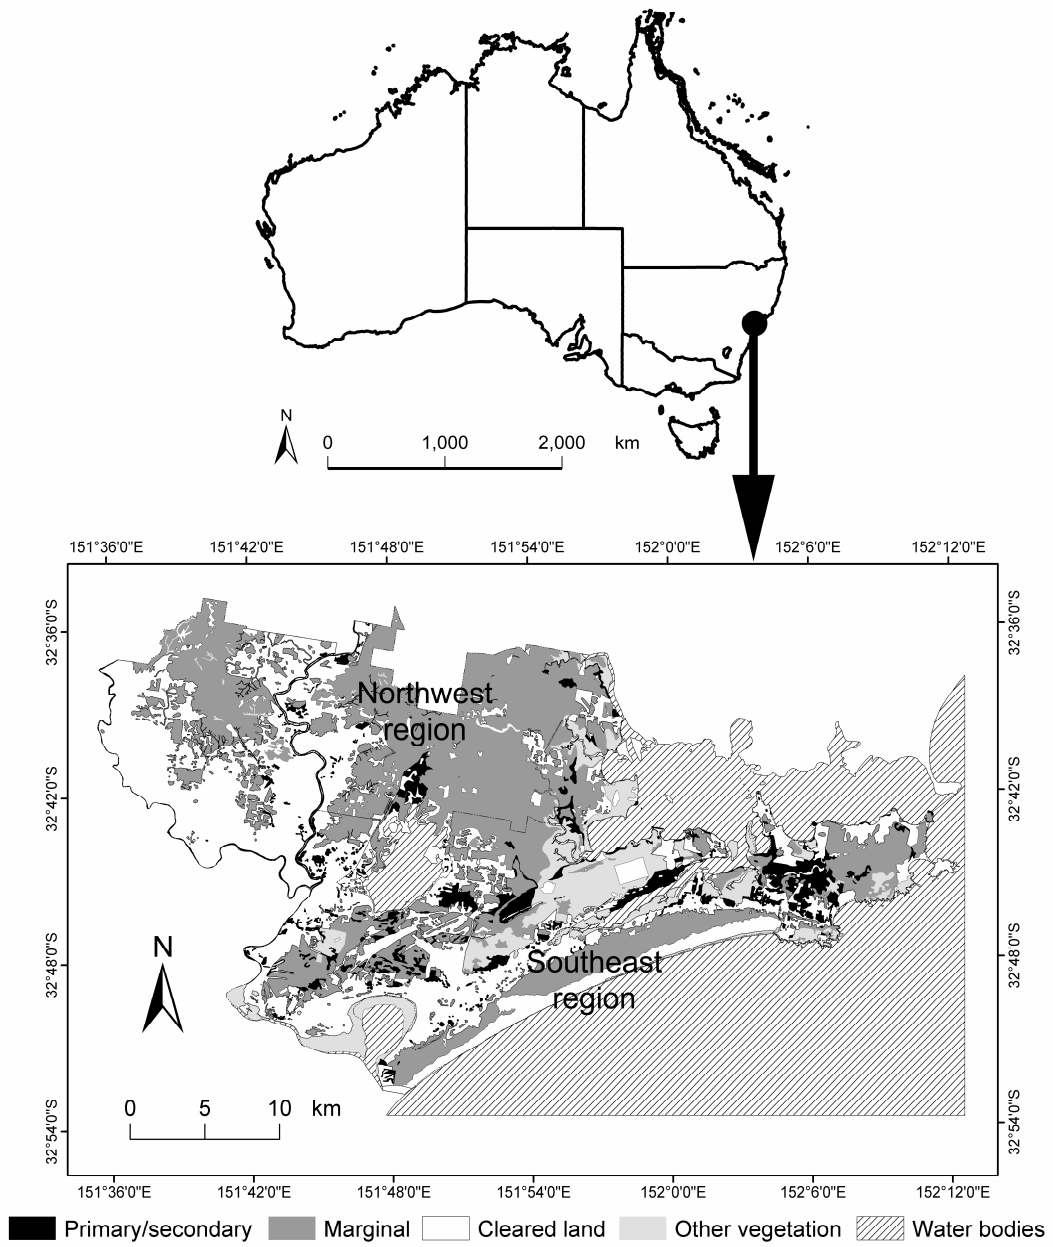 N
0 1,000 2,000 km
151°36'0"E 151°42'0"E 151°48'0"E 151°54'0"E 152°0'0"E 152°6'0"E 152°12'0"E
32°36'0"S
32°42'0"S
32°48'0"S
32°54'0"S
32°36'0"S
32°42'0"S
32°48'0"S
32°54'0"S
Northwest
region
Southeast
region
N
0 5 10 km
151°36'0"E 151°42'0"E 151°48'0"E 151°54'0"E 152°0'0"E 152°6'0"E 152°12'0"E
Primary/secondary Marginal Cleared land Other vegetation Water bodies